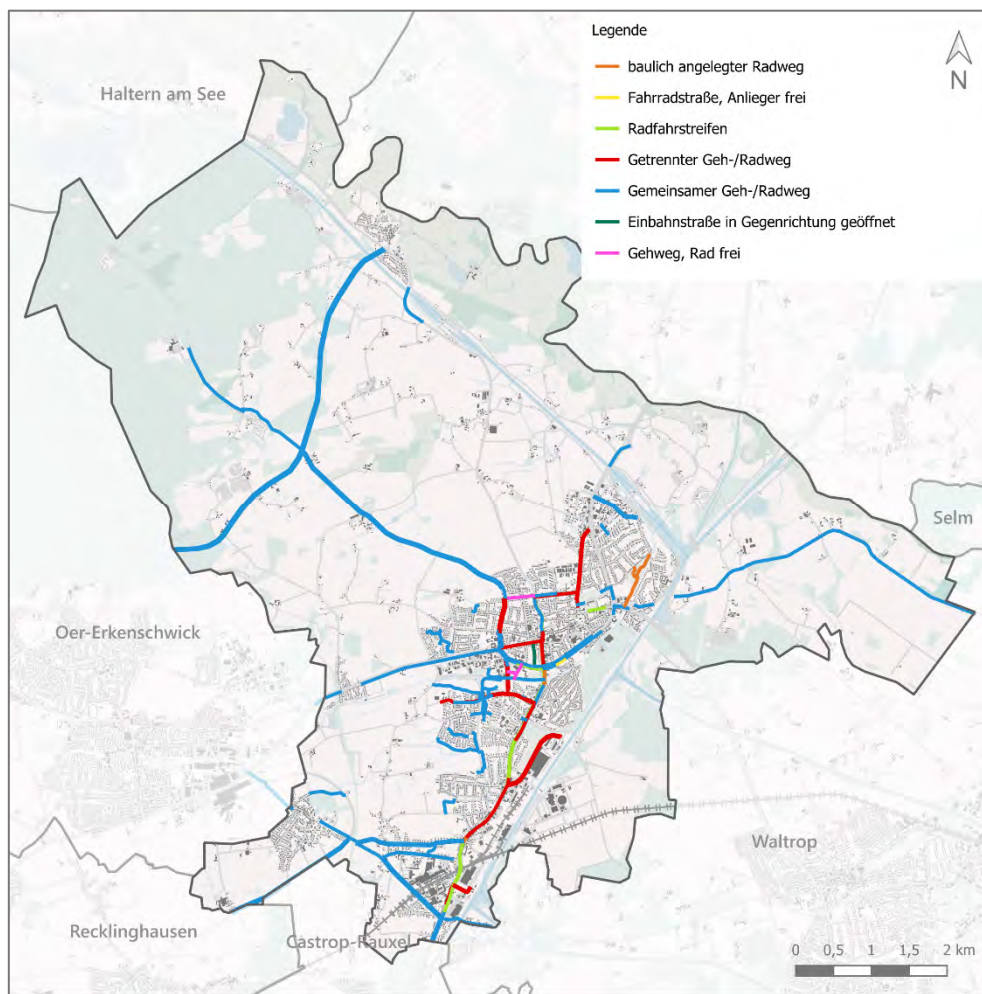 Legende
baulich angelegter Radweg
Fahrradstraße, Anlieger frei
Radfahrstreifen
Getrennter Geh-/Radweg
Gemeinsamer Geh-/Radweg
Einbahnstraße in Gegenrichtung geöffnet
Gehweg, Rad frei
N
Haltern am See
Selm
Oer-Erkenschwick
Waltrop
Recklinghausen
Castrop-Rauxel
0 0,5 1 1,5 2 km